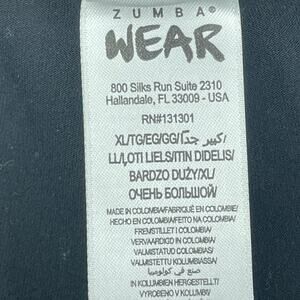 ZUMBA®
WEAR
800 Silks Run Suite 2310
Hallandale, FL 33009 - USA
RN#131301
XL/TG/EG/GG/كبير جداً/
LL/ĻOTI LIELS/ITIN DIDELIS/
BARDZO DUŻY/XL/
ОЧЕНЬ БОЛЬШОЙ/
MADE IN COLOMBIA/FABRIQUÉ EN COLOMBIE/
HECHO EN COLOMBIA/FEITO NA COLOMBIA/
FREMSTILLET I COLOMBIA/
VERVAARDIGD IN COLOMBIA/
VALMISTATUD COLOMBIAS/
VALMISTETTU KOLUMBIASSA/
صنع في كولومبيا
IN KOLUMBIEN HERGESTELLT/
VYROBENO V KOLUMBII/